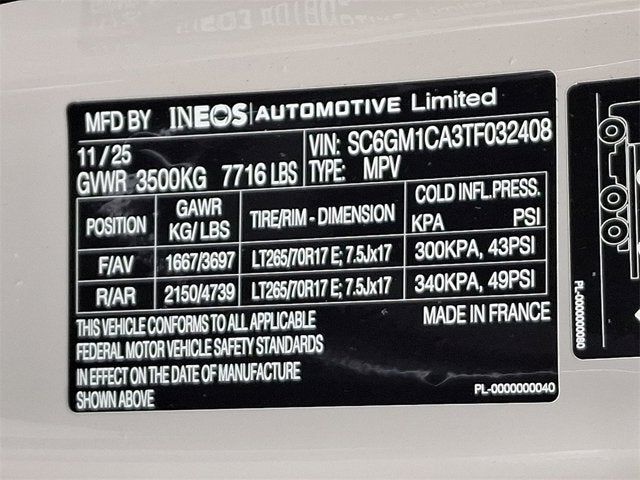 MFD BY INEOS AUTOMOTIVE Limited
11/25
VIN: SC6GM1CA3TF032408
GVWR 3500KG 7716 LBS TYPE: MPV
POSITION GAWR KG/LBS TIRE/RIM - DIMENSION COLD INFL.PRESS. KPA PSI
F/AV 1667/3697 LT265/70R17 E; 7.5Jx17 300KPA, 43PSI
R/AR 2150/4739 LT265/70R17 E; 7.5Jx17 340KPA, 49PSI
THIS VEHICLE CONFORMS TO ALL APPLICABLE MADE IN FRANCE
FEDERAL MOTOR VEHICLE SAFETY STANDARDS
IN EFFECT ON THE DATE OF MANUFACTURE
SHOWN ABOVE
PL-0000000040
PL-0000000080